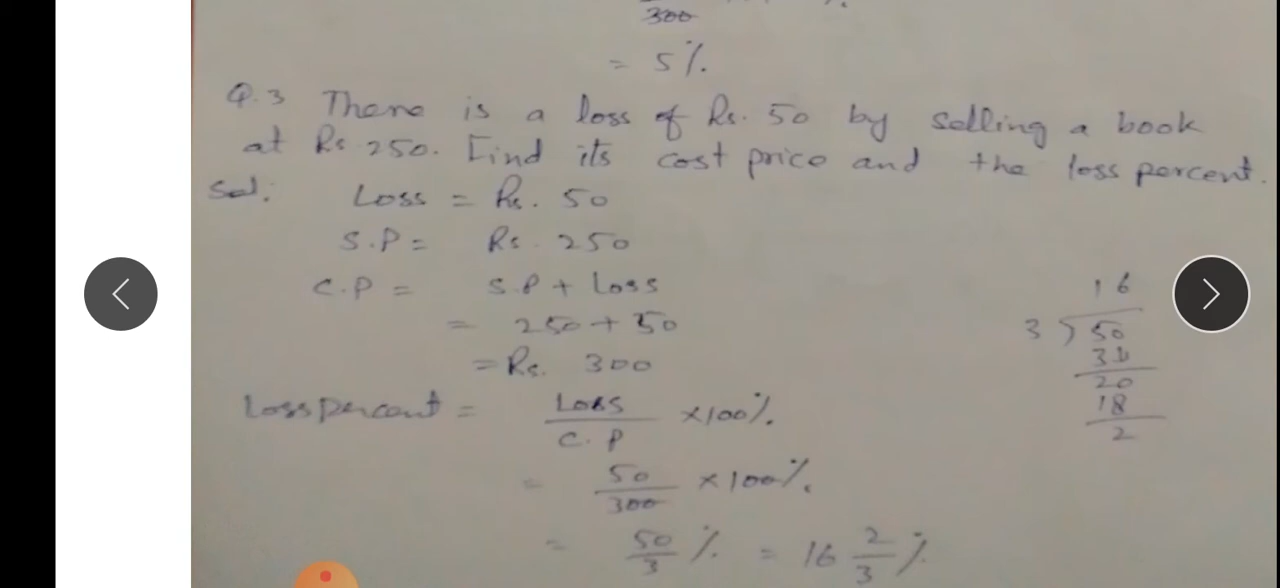 300
= 5%
Q.3 There is a loss of Rs. 50 by selling a book
at Rs 250. Find its cost price and the loss percent.
Sol: Loss = Rs. 50
S.P = Rs. 250
C.P = S.P + Loss
= 250 + 50
= Rs. 300
Loss percent = Loss / C.P × 100%
= 50 / 300 × 100%
= 50/3 % = 16 2/3 %
16
3 ) 50
30
20
18
2